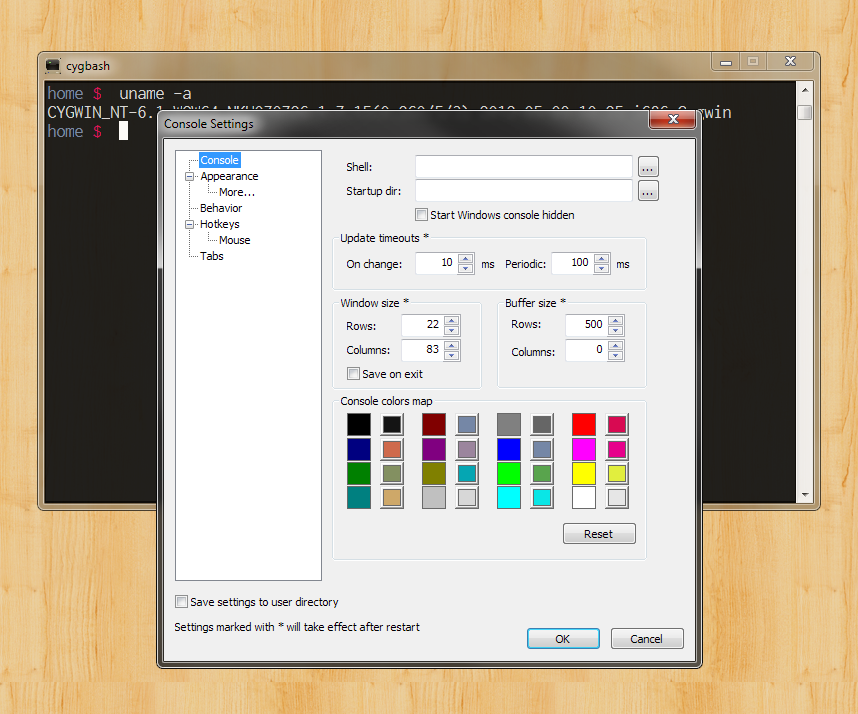 cygbash
home $ uname -a
CYGWIN_NT-6.1
home $
Console Settings
Console
Appearance
More...
Behavior
Hotkeys
Mouse
Tabs
Shell: ...
Startup dir: ...
Start Windows console hidden
Update timeouts *
On change: 10 ms Periodic: 100 ms
Window size *
Rows: 22
Columns: 83
Save on exit
Buffer size *
Rows: 500
Columns: 0
Console colors map
Reset
Save settings to user directory
Settings marked with * will take effect after restart
OK Cancel